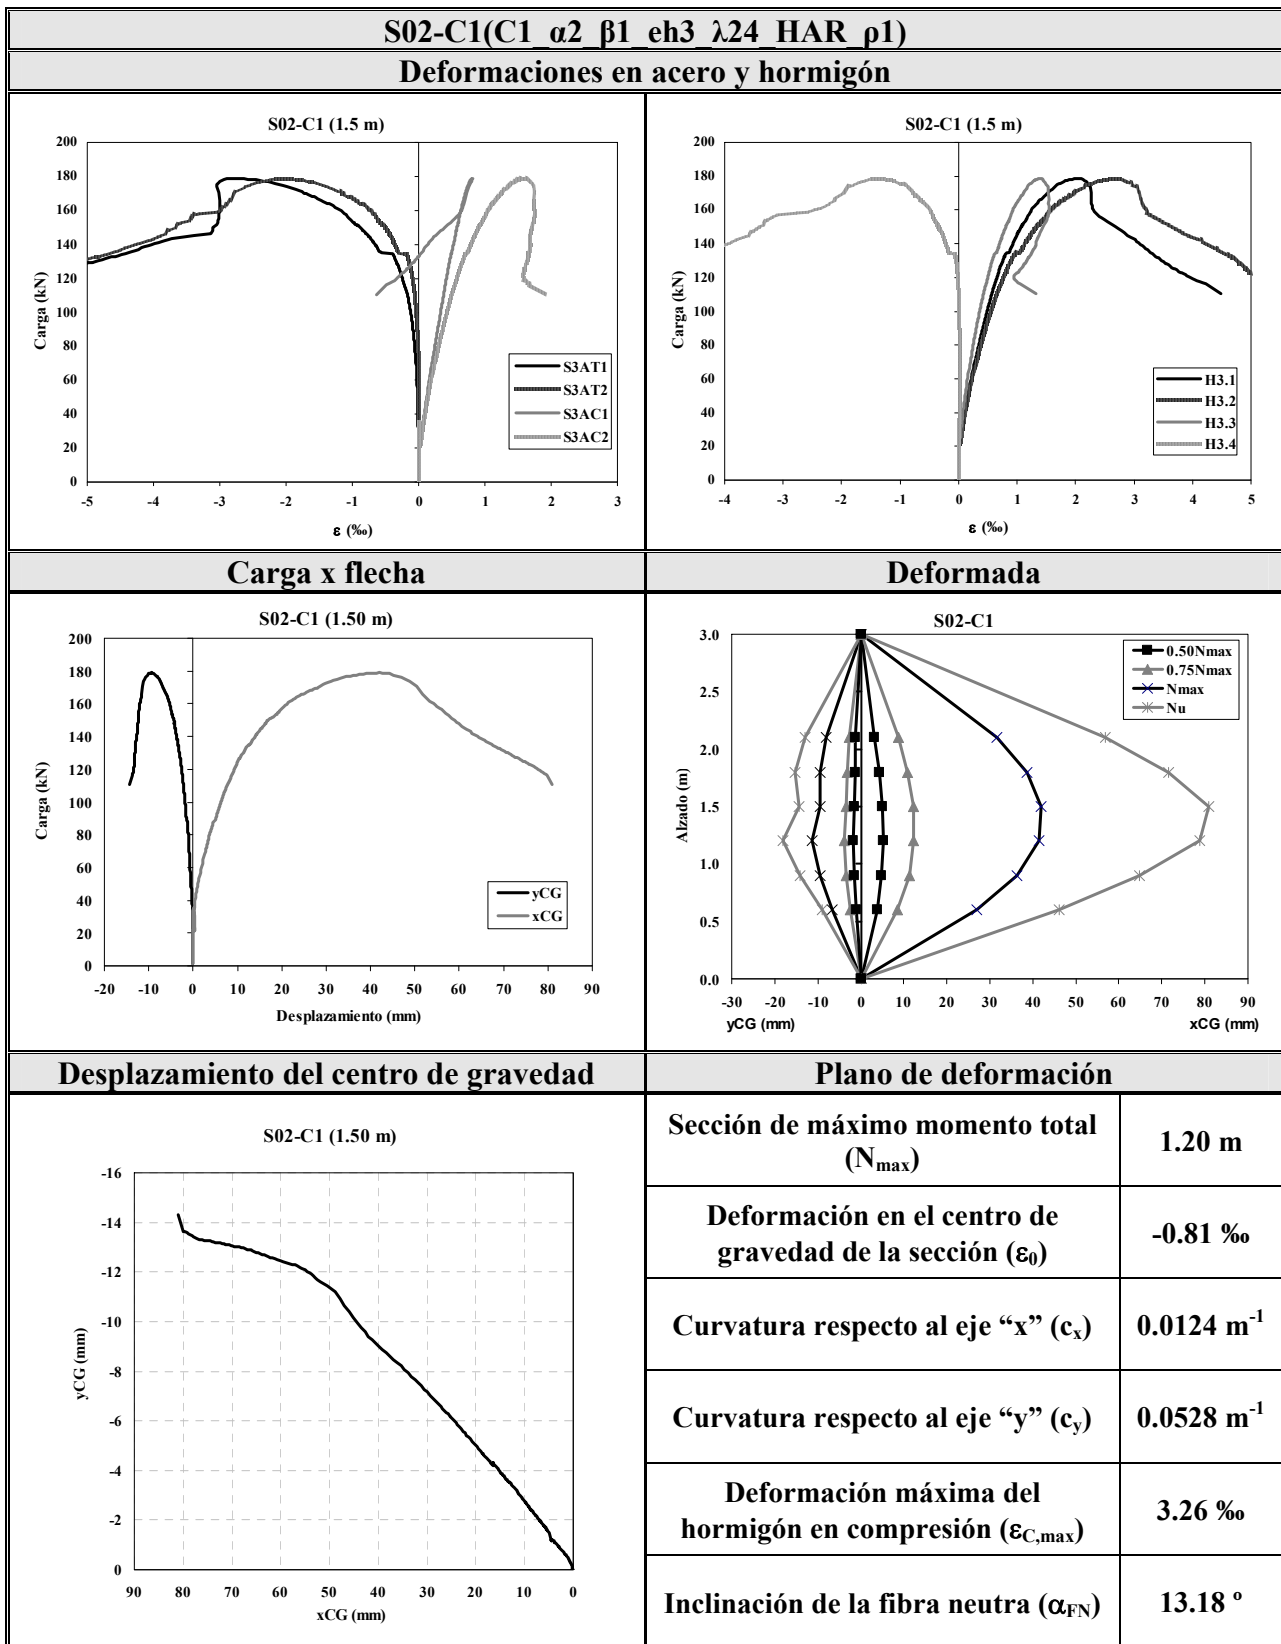 S02-C1(C1_α2_β1_eh3_λ24_HAR_ρ1)
Deformaciones en acero y hormigón
S02-C1 (1.5 m)
200
180
160
140
120
100
80
60
40
20
0
-5 -4 -3 -2 -1 0 1 2 3
Carga (kN)
ε (‰)
S3AT1
S3AT2
S3AC1
S3AC2
S02-C1 (1.5 m)
200
180
160
140
120
100
80
60
40
20
0
-4 -3 -2 -1 0 1 2 3 4 5
Carga (kN)
ε (‰)
H3.1
H3.2
H3.3
H3.4
Carga x flecha
S02-C1 (1.50 m)
200
180
160
140
120
100
80
60
40
20
0
-20 -10 0 10 20 30 40 50 60 70 80 90
Carga (kN)
Desplazamiento (mm)
yCG
xCG
Deformada
S02-C1
3.0
2.5
2.0
1.5
1.0
0.5
0.0
-30 -20 -10 0 10 20 30 40 50 60 70 80 90
Alzado (m)
yCG (mm) xCG (mm)
0.50Nmax
0.75Nmax
Nmax
Nu
Desplazamiento del centro de gravedad
S02-C1 (1.50 m)
-16
-14
-12
-10
-8
-6
-4
-2
0
90 80 70 60 50 40 30 20 10 0
yCG (mm)
xCG (mm)
Plano de deformación
Sección de máximo momento total
(Nmax)
1.20 m
Deformación en el centro de
gravedad de la sección (ε0)
-0.81 ‰
Curvatura respecto al eje “x” (cx)
0.0124 m-1
Curvatura respecto al eje “y” (cy)
0.0528 m-1
Deformación máxima del
hormigón en compresión (εC,max)
3.26 ‰
Inclinación de la fibra neutra (αFN)
13.18 º